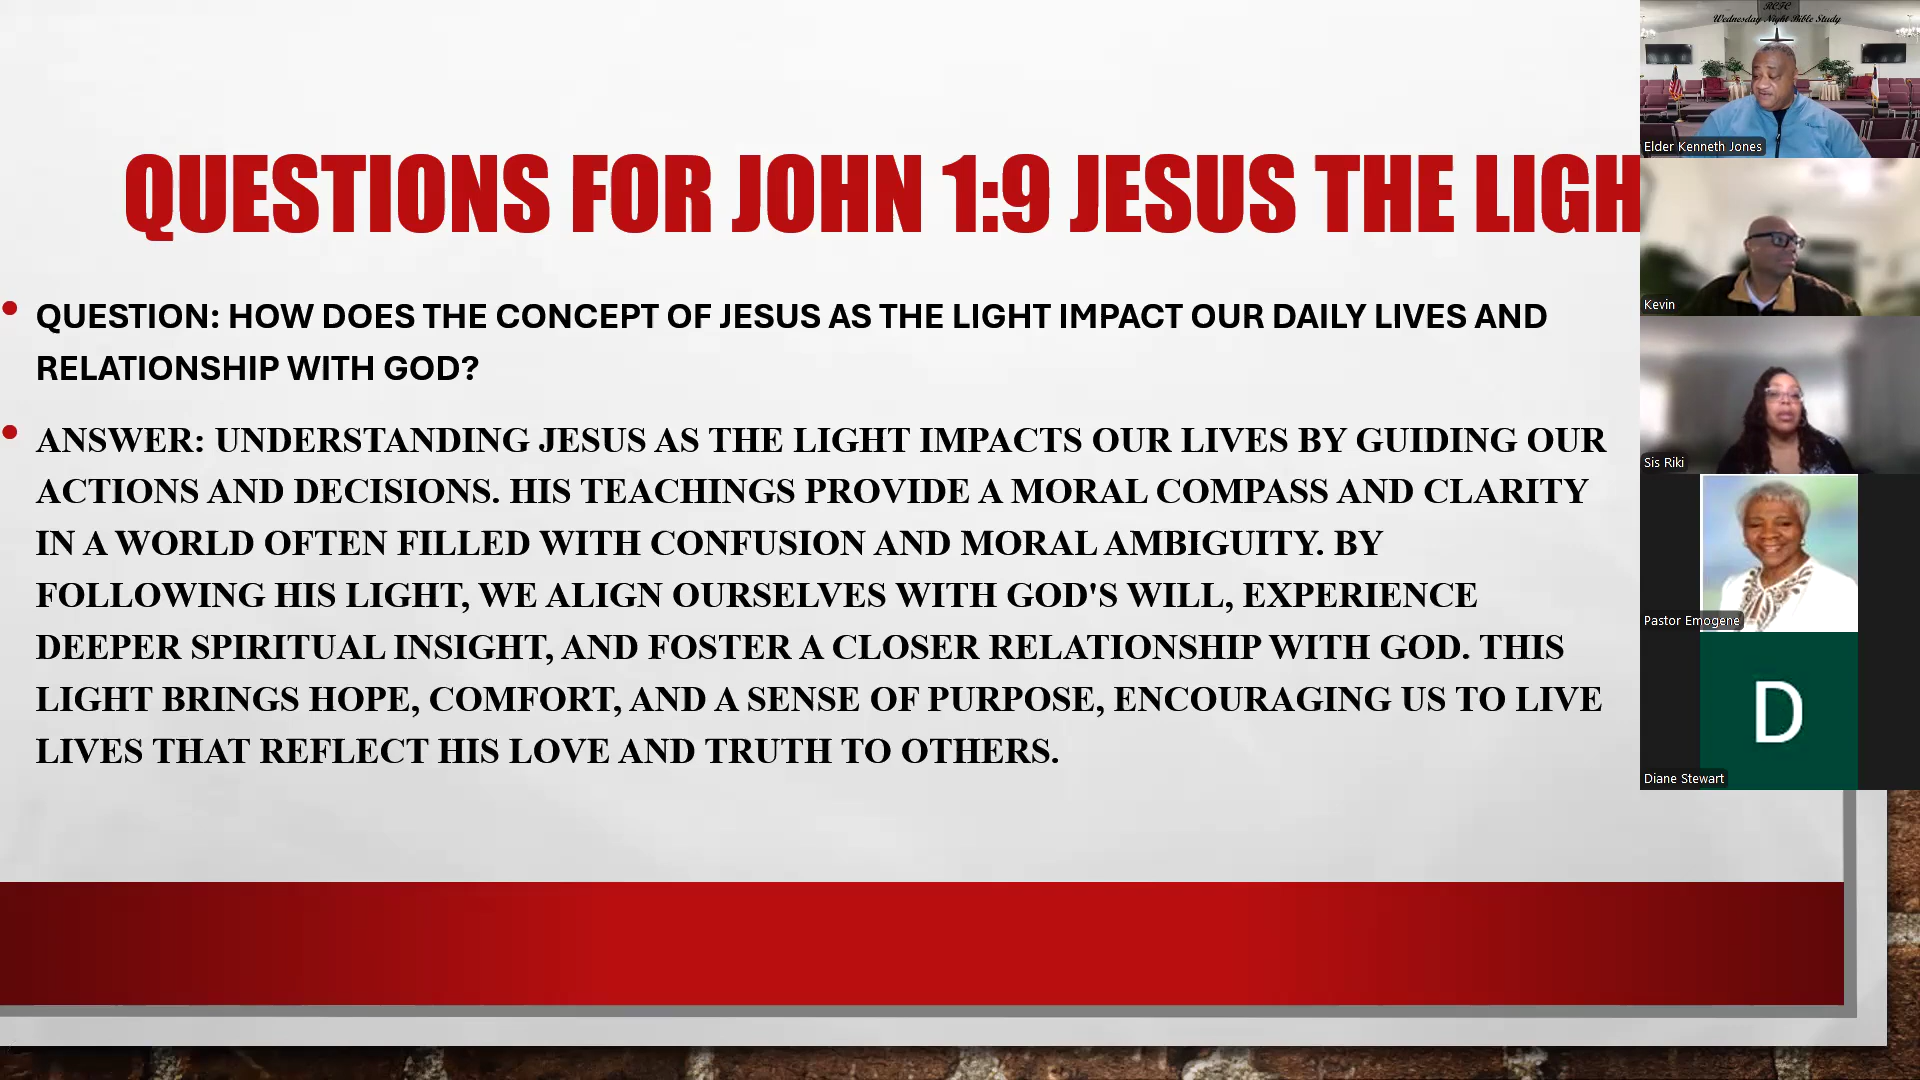 QUESTIONS FOR JOHN 1:9 JESUS THE LIGH
QUESTION: HOW DOES THE CONCEPT OF JESUS AS THE LIGHT IMPACT OUR DAILY LIVES AND
RELATIONSHIP WITH GOD?
ANSWER: UNDERSTANDING JESUS AS THE LIGHT IMPACTS OUR LIVES BY GUIDING OUR
ACTIONS AND DECISIONS. HIS TEACHINGS PROVIDE A MORAL COMPASS AND CLARITY
IN A WORLD OFTEN FILLED WITH CONFUSION AND MORAL AMBIGUITY. BY
FOLLOWING HIS LIGHT, WE ALIGN OURSELVES WITH GOD'S WILL, EXPERIENCE
DEEPER SPIRITUAL INSIGHT, AND FOSTER A CLOSER RELATIONSHIP WITH GOD. THIS
LIGHT BRINGS HOPE, COMFORT, AND A SENSE OF PURPOSE, ENCOURAGING US TO LIVE
LIVES THAT REFLECT HIS LOVE AND TRUTH TO OTHERS.
RCFC
Wednesday Night Bible Study
Elder Kenneth Jones
Kevin
Sis Riki
Pastor Emogene
D
Diane Stewart